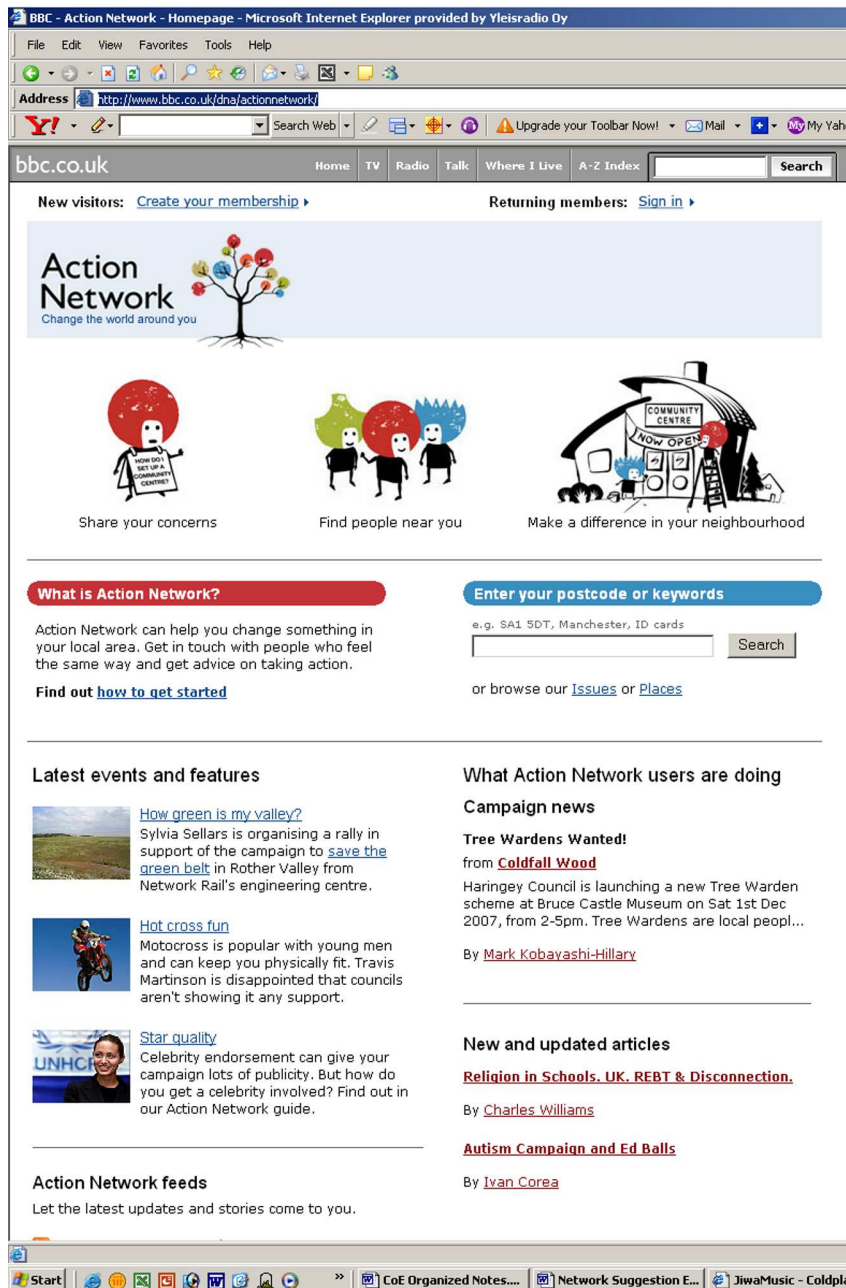 BBC - Action Network - Homepage - Microsoft Internet Explorer provided by Yleisradio Oy
File Edit View Favorites Tools Help
Address http://www.bbc.co.uk/dna/actionnetwork/
Y! Search Web Upgrade your Toolbar Now! Mail My My Yah
bbc.co.uk Home TV Radio Talk Where I Live A-Z Index Search
New visitors: Create your membership Returning members: Sign in
Action
Network
Change the world around you
HOW DO I
SET UP A
COMMUNITY
CENTRE?
COMMUNITY
CENTRE
NOW OPEN
Share your concerns
Find people near you
Make a difference in your neighbourhood
What is Action Network?
Action Network can help you change something in
your local area. Get in touch with people who feel
the same way and get advice on taking action.
Find out how to get started
Enter your postcode or keywords
e.g. SA1 5DT, Manchester, ID cards
Search
or browse our Issues or Places
Latest events and features
How green is my valley?
Sylvia Sellars is organising a rally in
support of the campaign to save the
green belt in Rother Valley from
Network Rail's engineering centre.
Hot cross fun
Motocross is popular with young men
and can keep you physically fit. Travis
Martinson is disappointed that councils
aren't showing it any support.
UNHCR
Star quality
Celebrity endorsement can give your
campaign lots of publicity. But how do
you get a celebrity involved? Find out in
our Action Network guide.
Action Network feeds
Let the latest updates and stories come to you.
What Action Network users are doing
Campaign news
Tree Wardens Wanted!
from Coldfall Wood
Haringey Council is launching a new Tree Warden
scheme at Bruce Castle Museum on Sat 1st Dec
2007, from 2-5pm. Tree Wardens are local peopl...
By Mark Kobayashi-Hillary
New and updated articles
Religion in Schools. UK. REBT & Disconnection.
By Charles Williams
Autism Campaign and Ed Balls
By Ivan Corea
Start » CoE Organized Notes.... Network Suggestion E... JiwaMusic - Coldpla